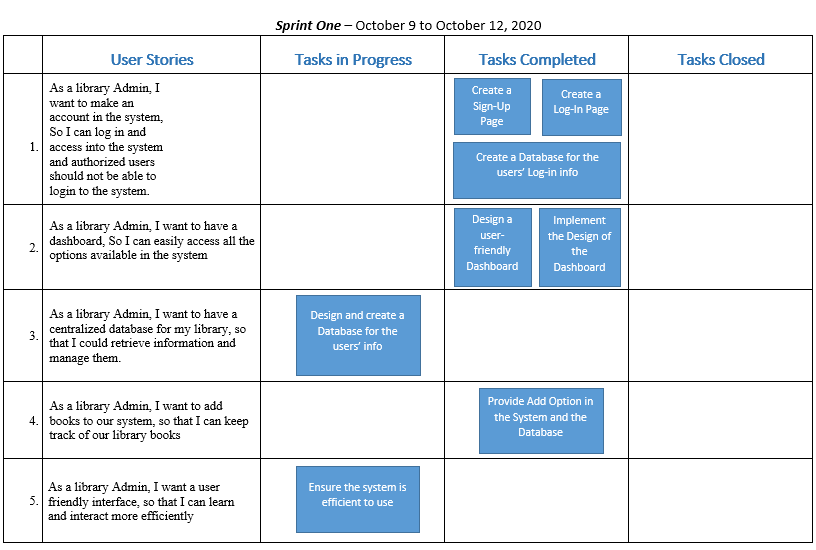 Sprint One – October 9 to October 12, 2020
User Stories
Tasks in Progress
Tasks Completed
Tasks Closed
1.
As a library Admin, I
want to make an
account in the system,
So I can log in and
access into the system
and authorized users
should not be able to
login to the system.
Create a
Sign-Up
Page
Create a
Log-In Page
Create a Database for the
users' Log-in info
2.
As a library Admin, I want to have a
dashboard, So I can easily access all the
options available in the system
Design a
user-
friendly
Dashboard
Implement
the Design of
the
Dashboard
3.
As a library Admin, I want to have a
centralized database for my library, so
that I could retrieve information and
manage them.
Design and create a
Database for the
users' info
4.
As a library Admin, I want to add
books to our system, so that I can keep
track of our library books
Provide Add Option in
the System and the
Database
5.
As a library Admin, I want a user
friendly interface, so that I can learn
and interact more efficiently
Ensure the system is
efficient to use